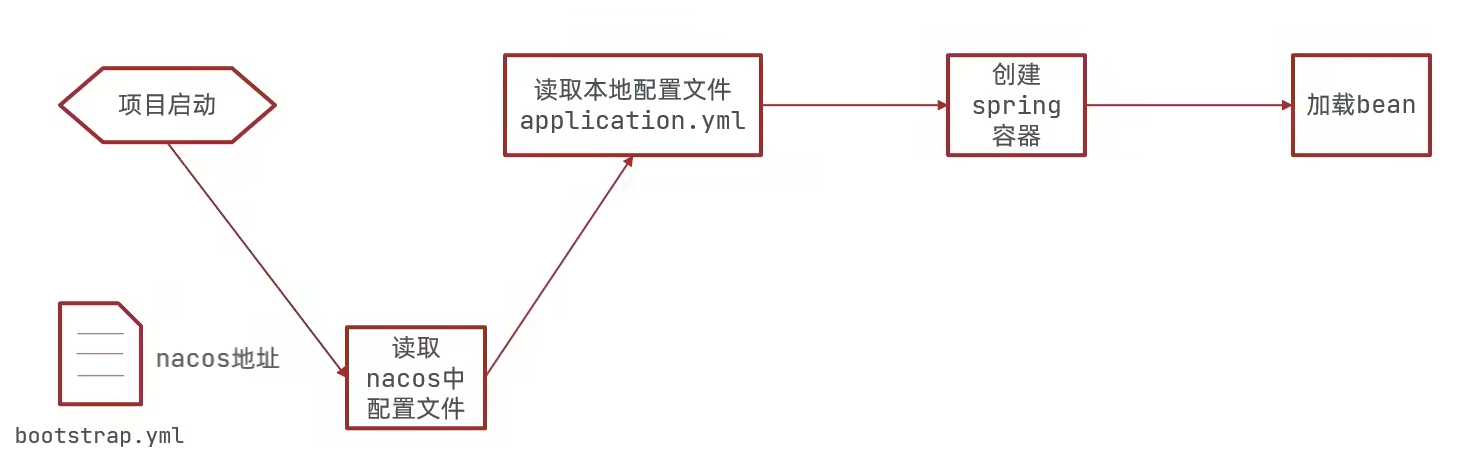 项目启动
读取本地配置文件
application.yml
创建
spring
容器
加载bean
nacos地址
bootstrap.yml
读取
nacos中
配置文件